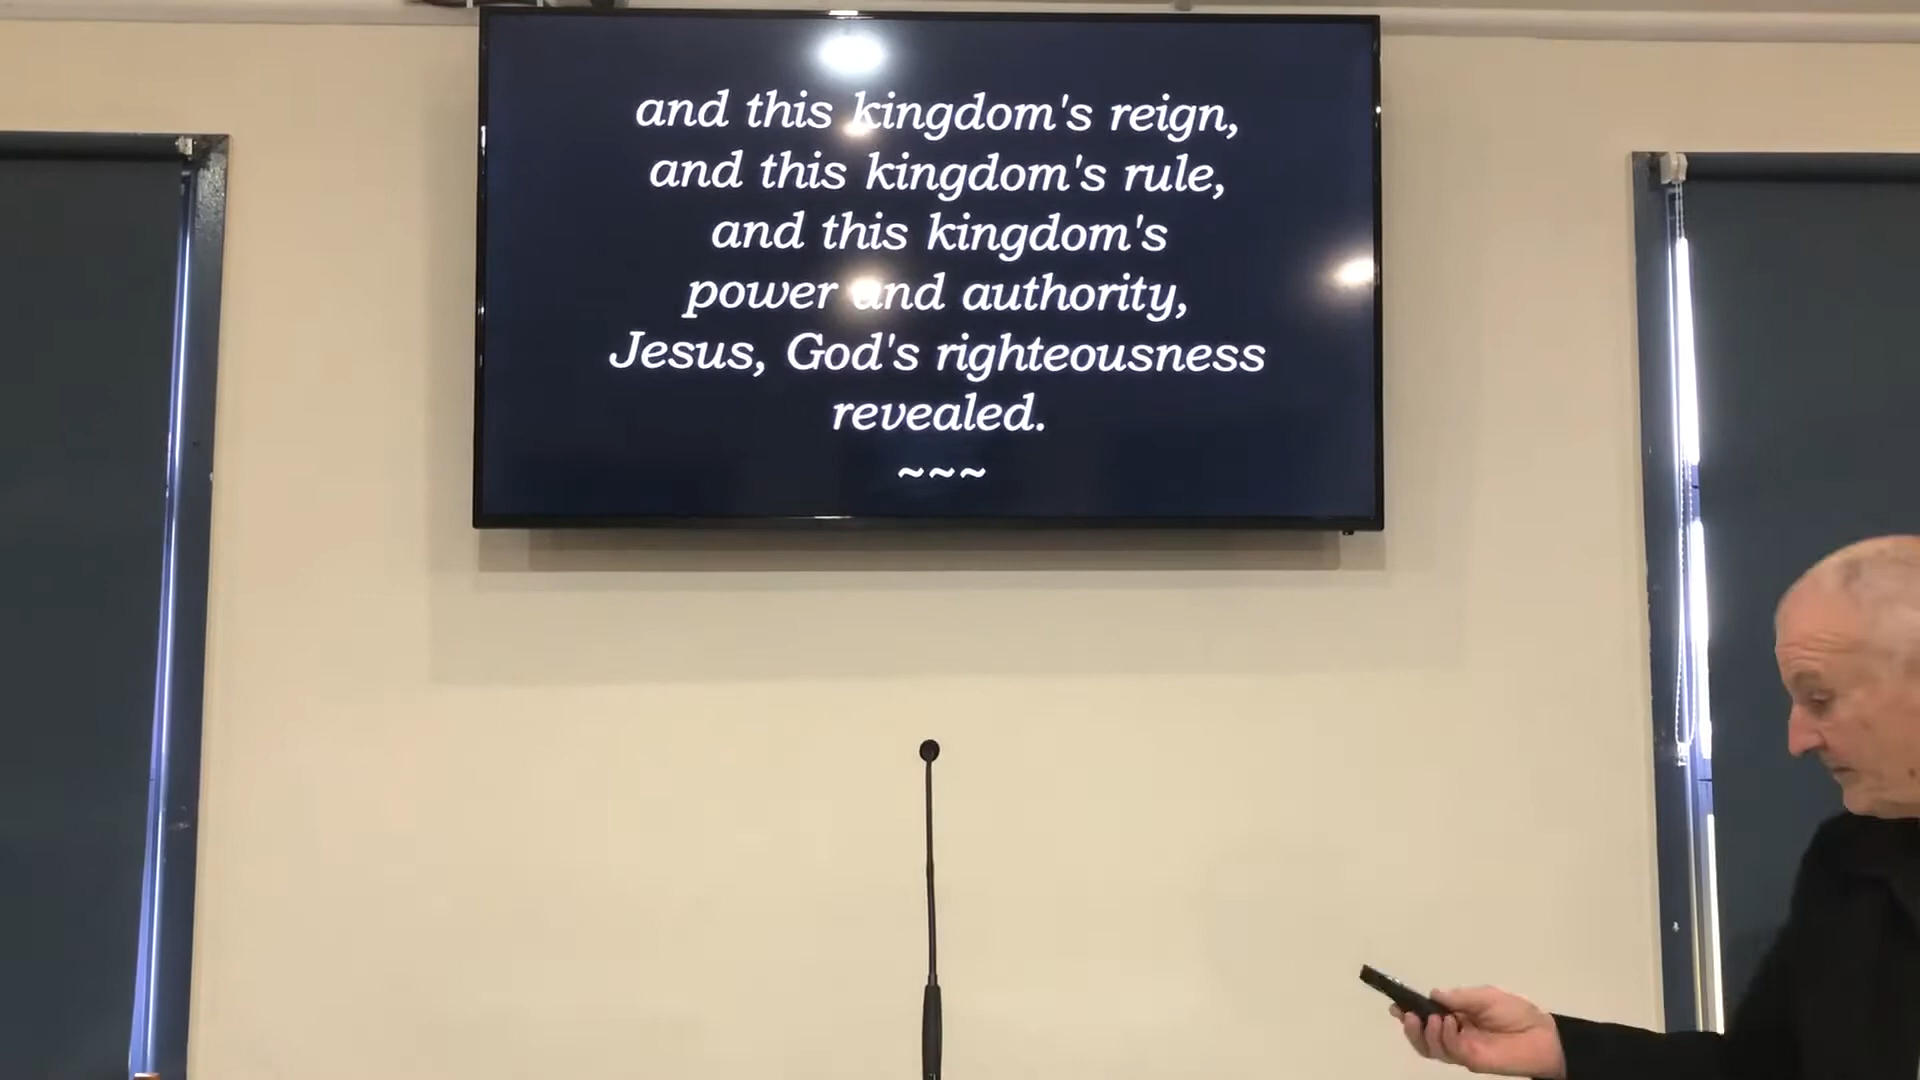 and this kingdom's reign,
and this kingdom's rule,
and this kingdom's
power and authority,
Jesus, God's righteousness
revealed.
~~~